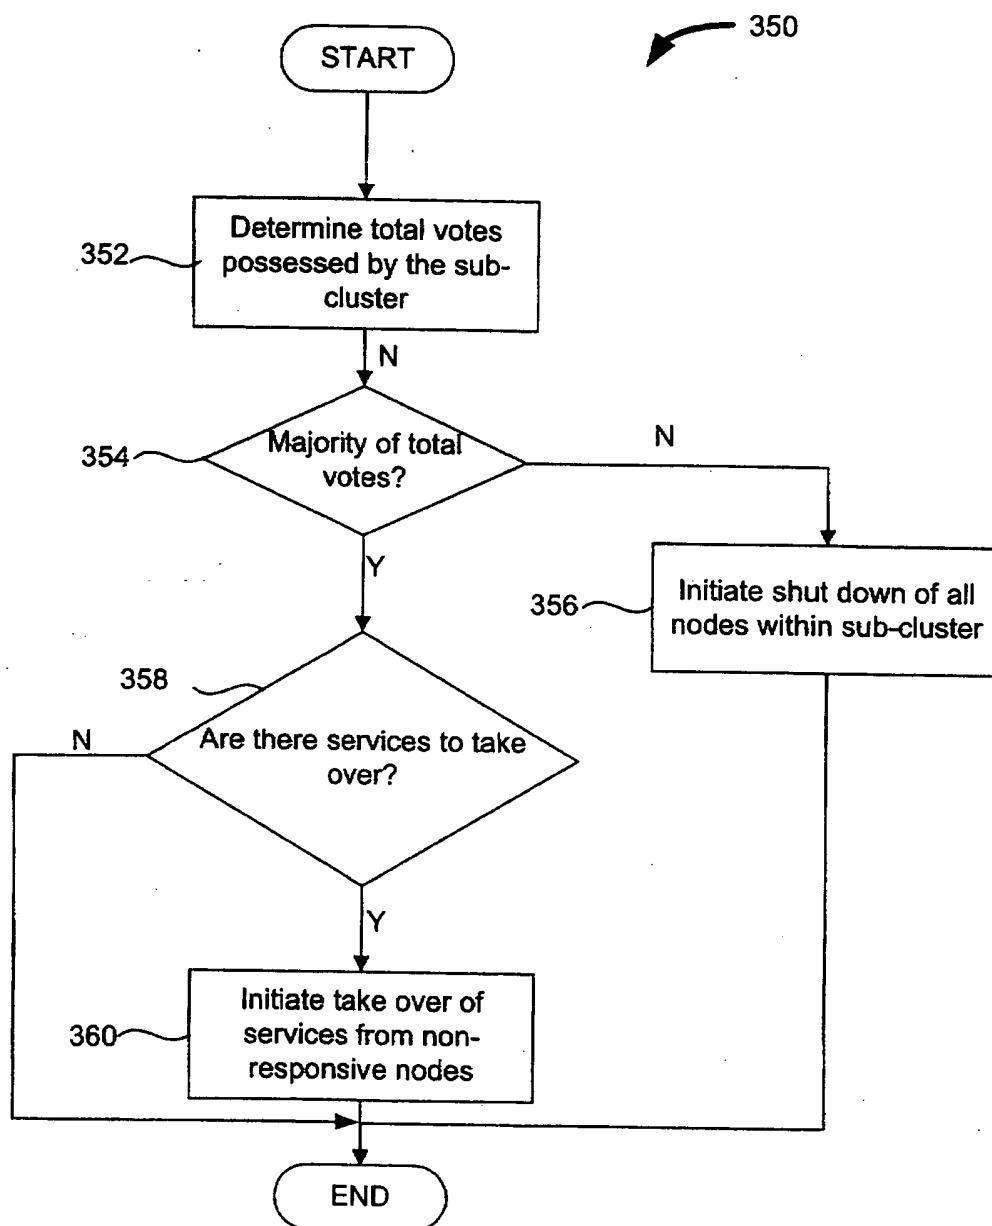 350
START
352
Determine total votes
possessed by the sub-
cluster
N
354
Majority of total
votes?
N
Y
356
Initiate shut down of all
nodes within sub-cluster
358
N
Are there services to take
over?
Y
360
Initiate take over of
services from non-
responsive nodes
END